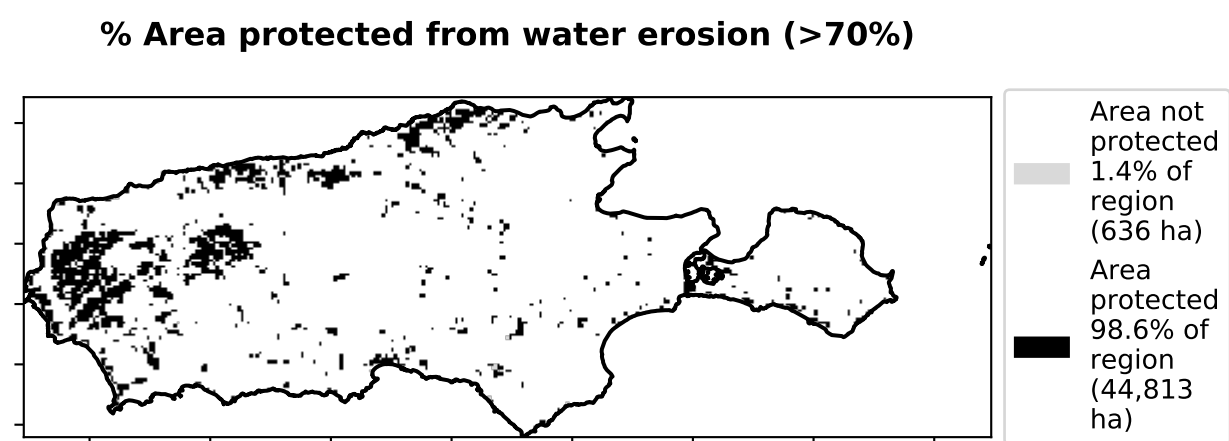 % Area protected from water erosion (>70%)
Area not
protected
1.4% of
region
(636 ha)
Area
protected
98.6% of
region
(44,813
ha)